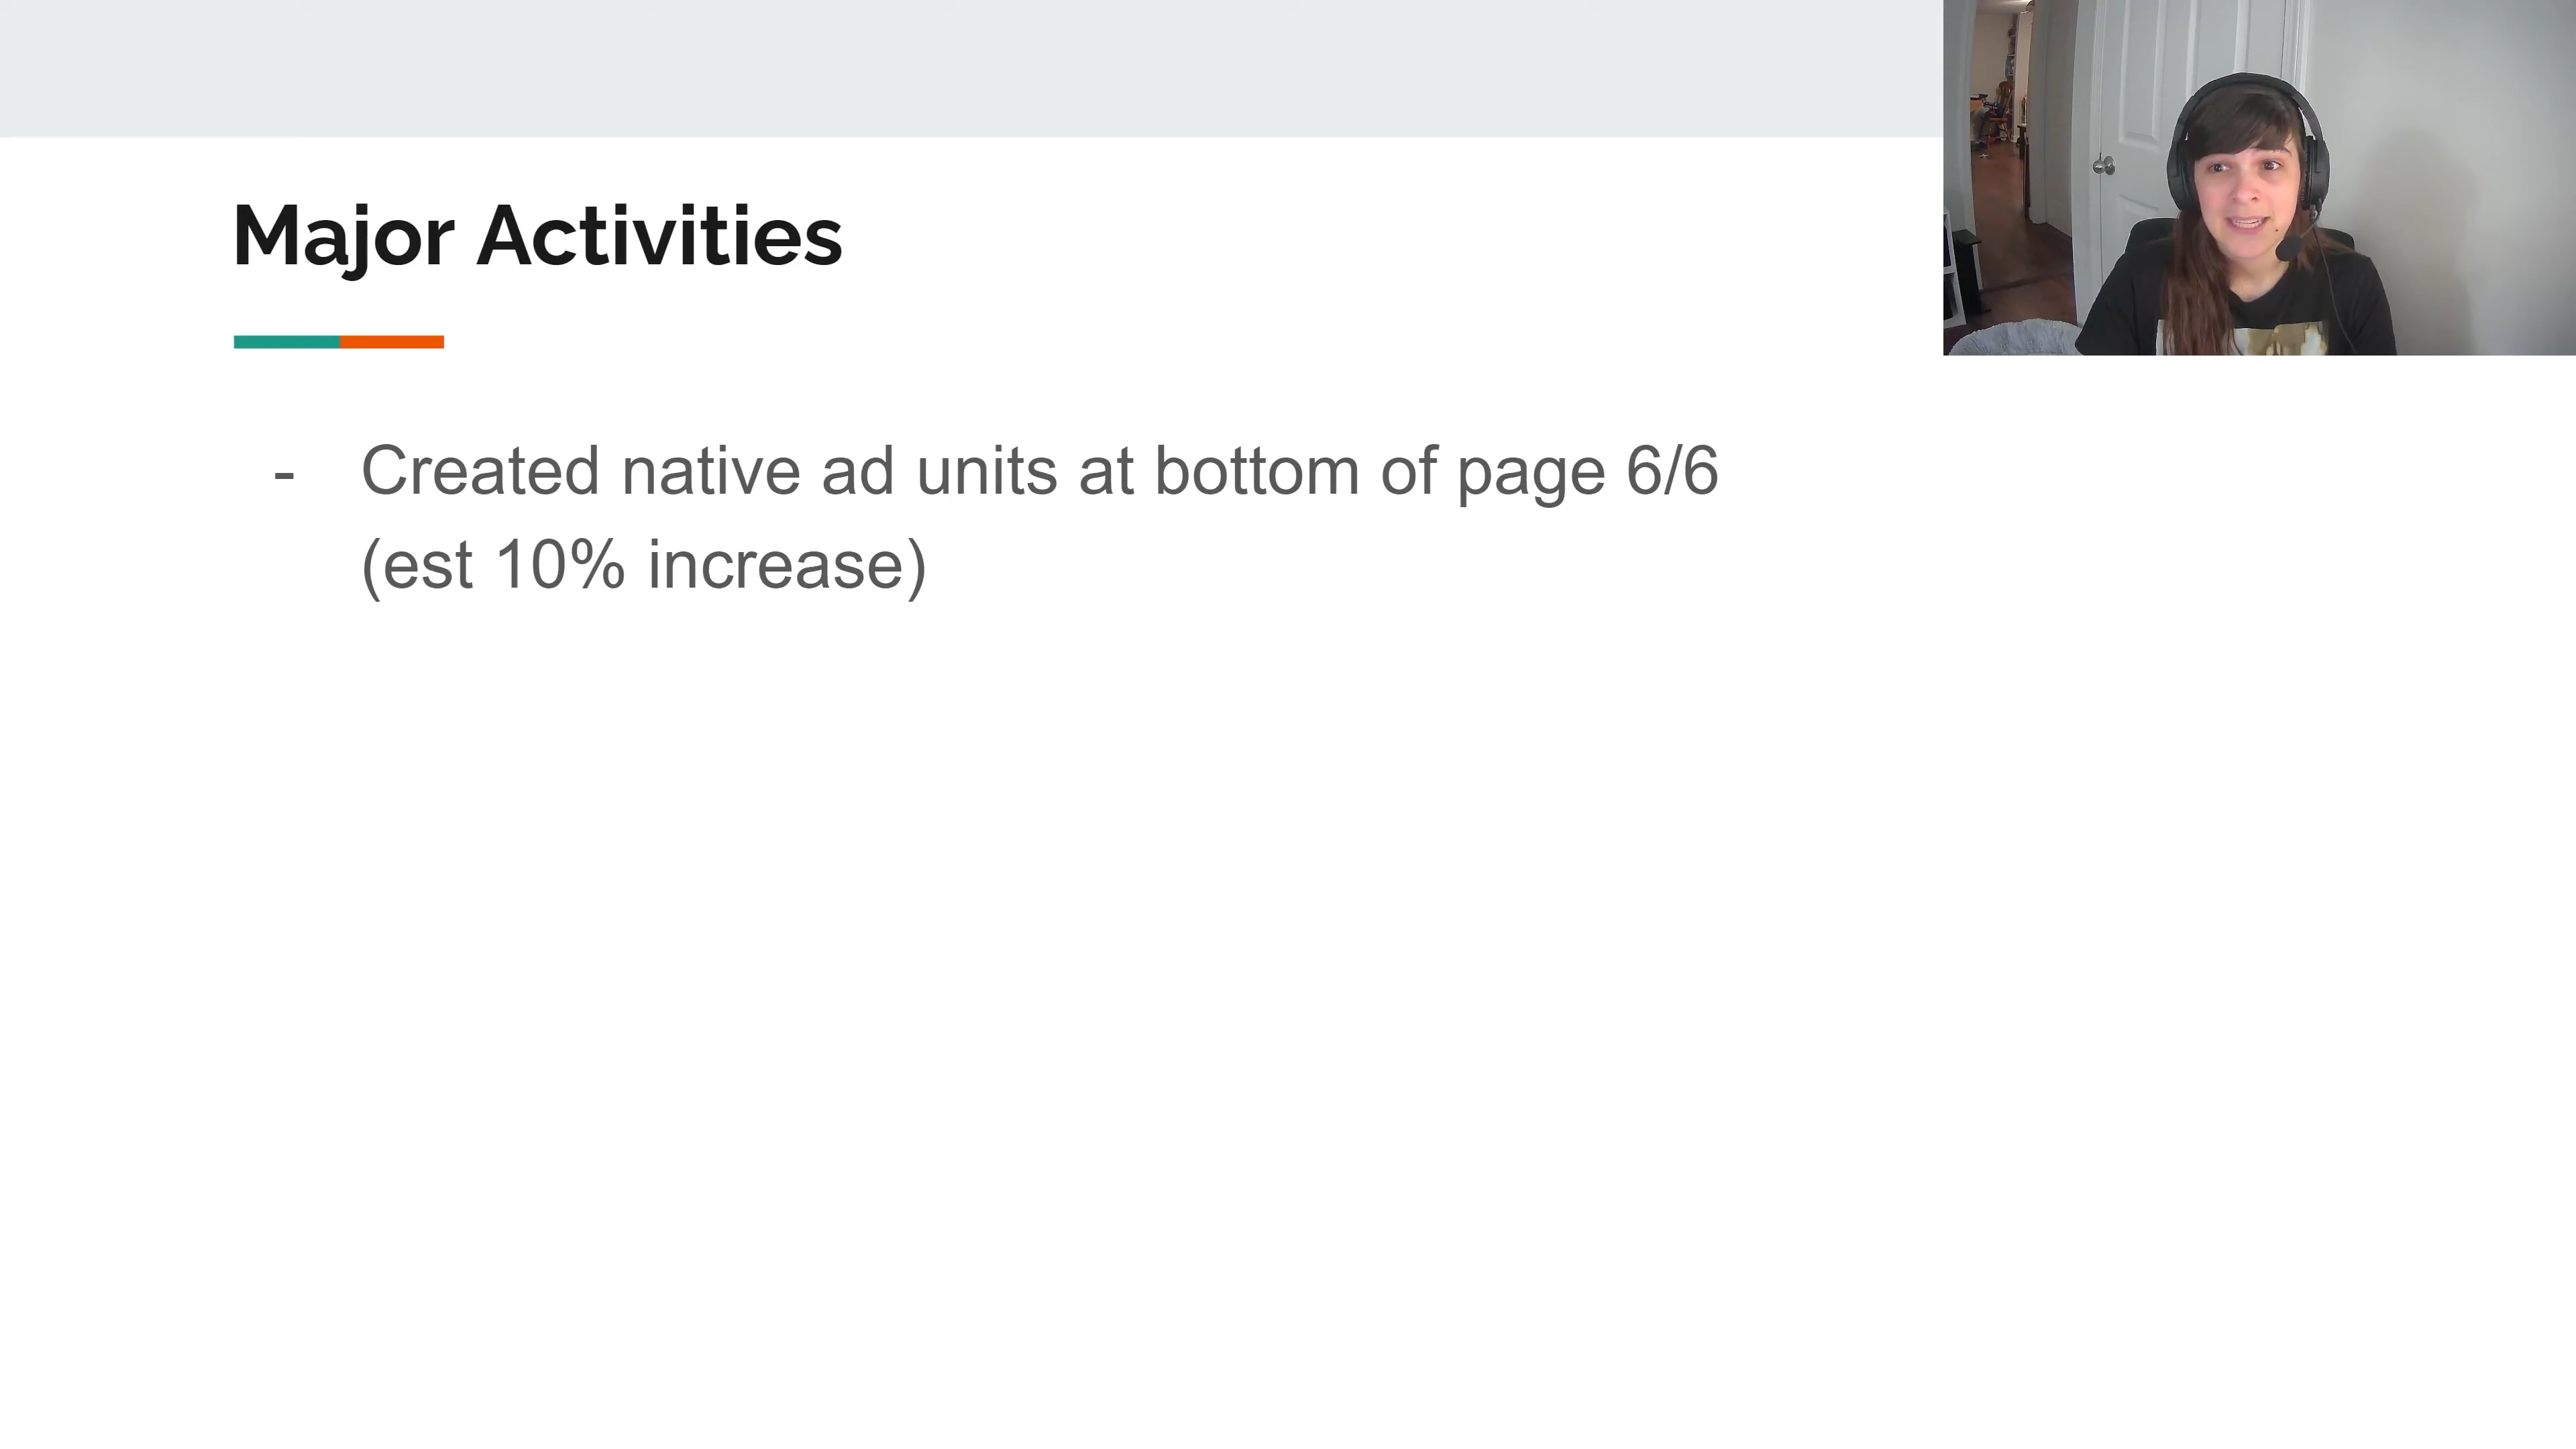 Major Activities
- Created native ad units at bottom of page 6/6
(est 10% increase)